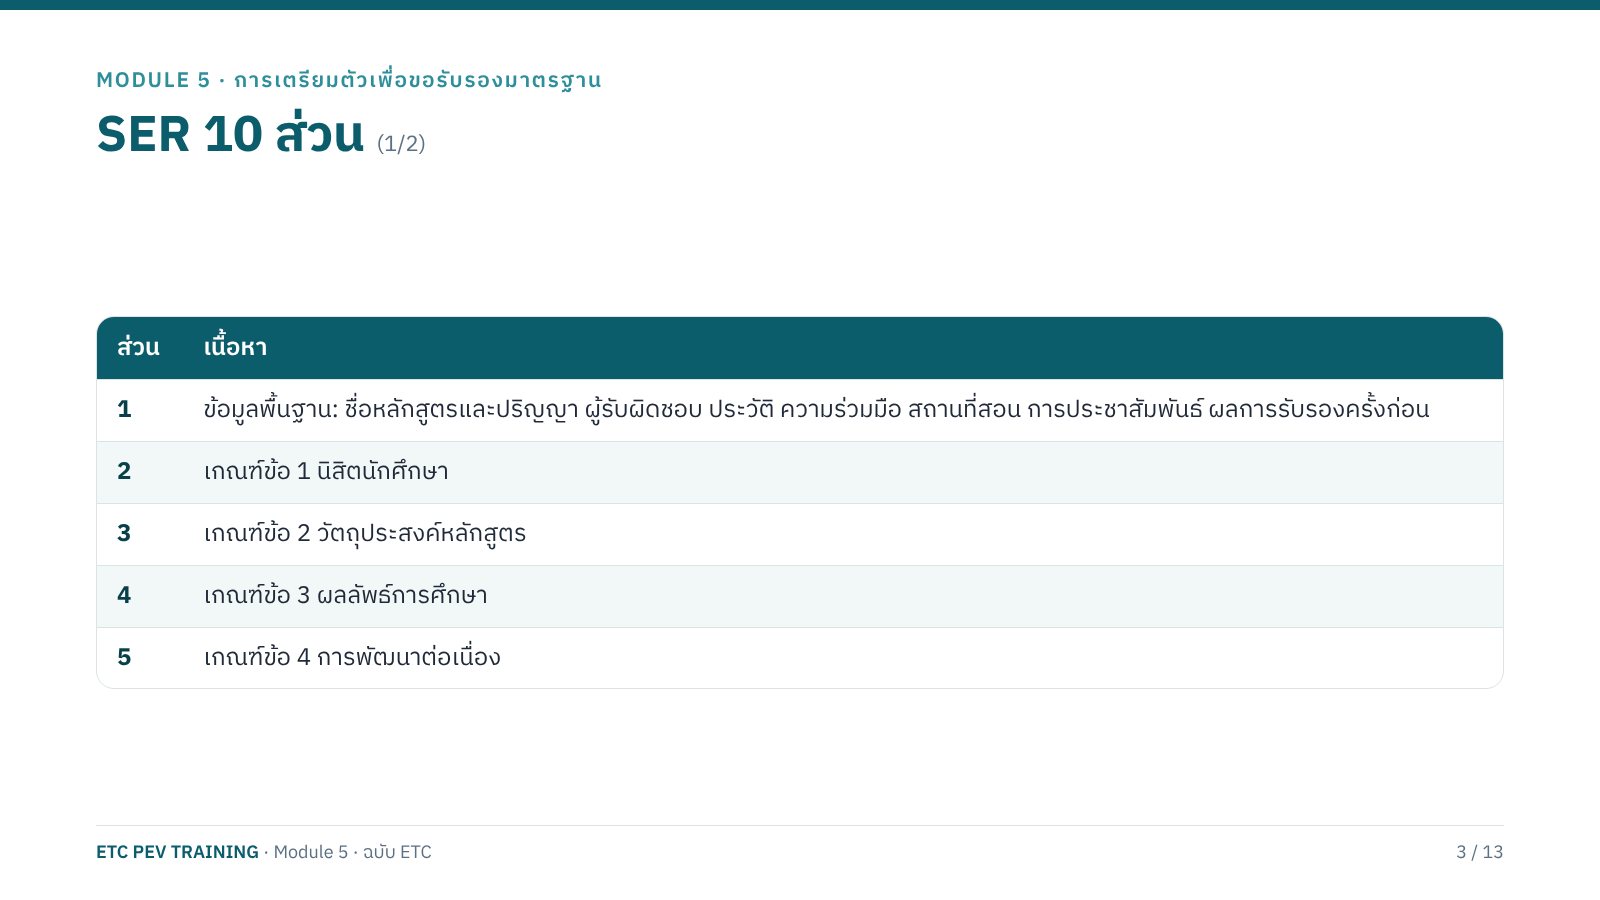 MODULE 5 · การเตรียมตัวเพื่อขอรับรองมาตรฐาน
SER 10 ส่วน (1/2)
ส่วน เนื้อหา
1 ข้อมูลพื้นฐาน: ชื่อหลักสูตรและปริญญา ผู้รับผิดชอบ ประวัติ ความร่วมมือ สถานที่สอน การประชาสัมพันธ์ ผลการรับรองครั้งก่อน
2 เกณฑ์ข้อ 1 นิสิตนักศึกษา
3 เกณฑ์ข้อ 2 วัตถุประสงค์หลักสูตร
4 เกณฑ์ข้อ 3 ผลลัพธ์การศึกษา
5 เกณฑ์ข้อ 4 การพัฒนาต่อเนื่อง
ETC PEV TRAINING · Module 5 · ฉบับ ETC
3 / 13